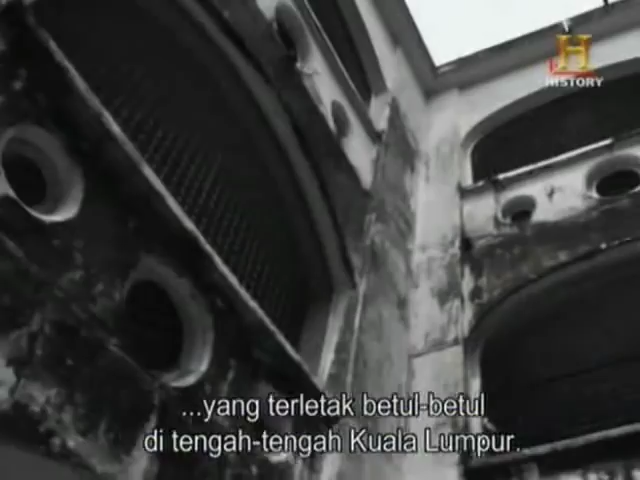 H
HISTORY
...yang terletak betul-betul
di tengah-tengah Kuala Lumpur.